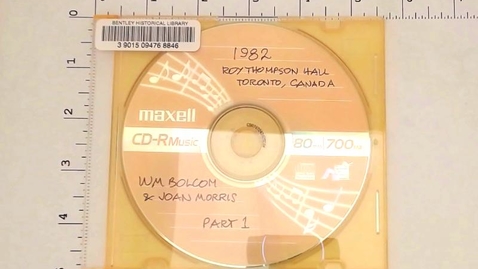 BENTLEY HISTORICAL LIBRARY
3 9015 09476 8846
1982
ROY THOMPSON HALL
TORONTO, CANADA
maxell
CD-R Music
80 min/700 MB
WM BOLCOM
& JOAN MORRIS
PART 1
0
1
2
3
4